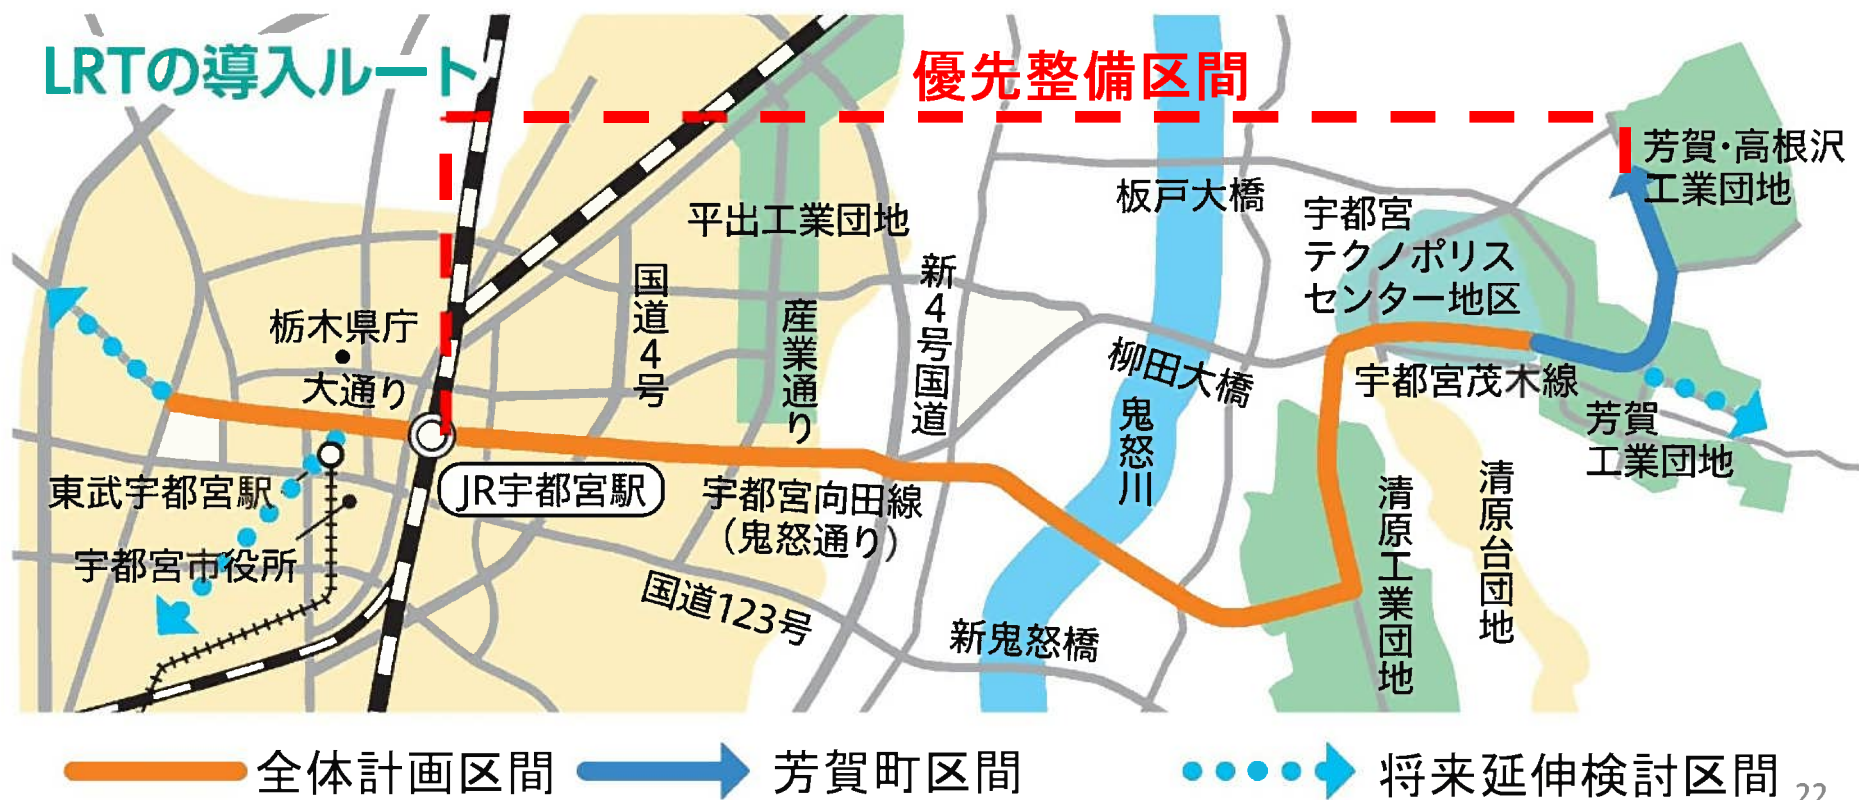 LRTの導入ルート
優先整備区間
芳賀・高根沢
工業団地
板戸大橋
平出工業団地
宇都宮
テクノポリス
センター地区
新4号国道
国道4号
産業通り
栃木県庁
大通り
柳田大橋
宇都宮茂木線
鬼怒川
芳賀
工業団地
東武宇都宮駅
JR宇都宮駅
宇都宮向田線
（鬼怒通り）
清原工業団地
清原台団地
宇都宮市役所
国道123号
新鬼怒橋
全体計画区間
芳賀町区間
将来延伸検討区間
22